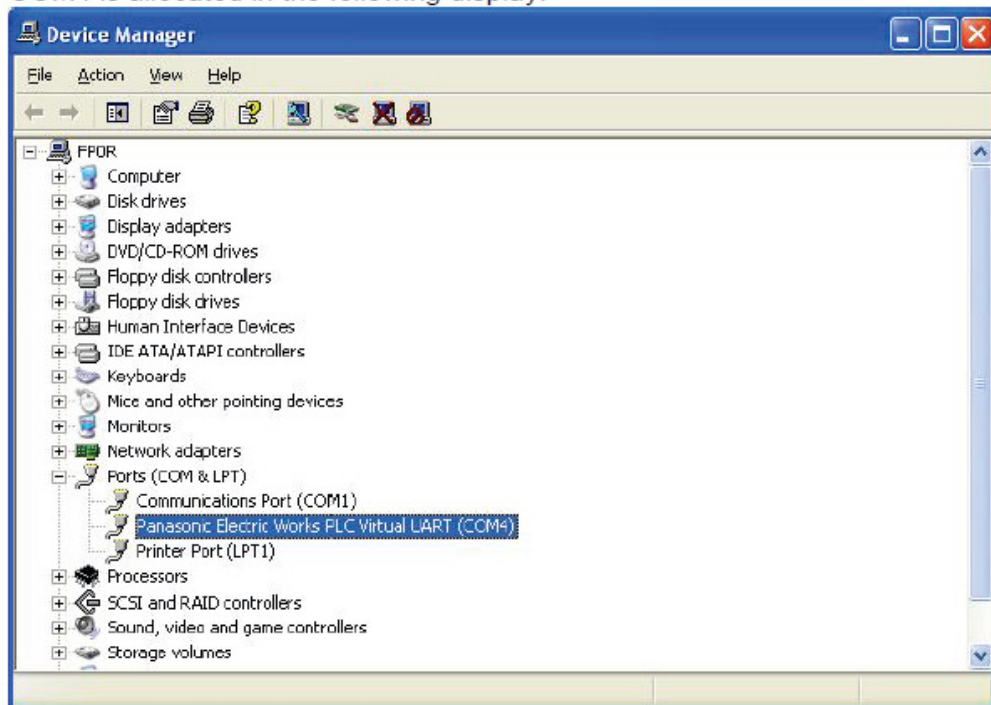 Device Manager
File Action View Help
FP0R
Computer
Disk drives
Display adapters
DVD/CD-ROM drives
Floppy disk controllers
Floppy disk drives
Human Interface Devices
IDE ATA/ATAPI controllers
Keyboards
Mice and other pointing devices
Monitors
Network adapters
Ports (COM & LPT)
Communications Port (COM1)
Panasonic Electric Works PLC Virtual UART (COM4)
Printer Port (LPT1)
Processors
SCSI and RAID controllers
Sound, video and game controllers
Storage volumes